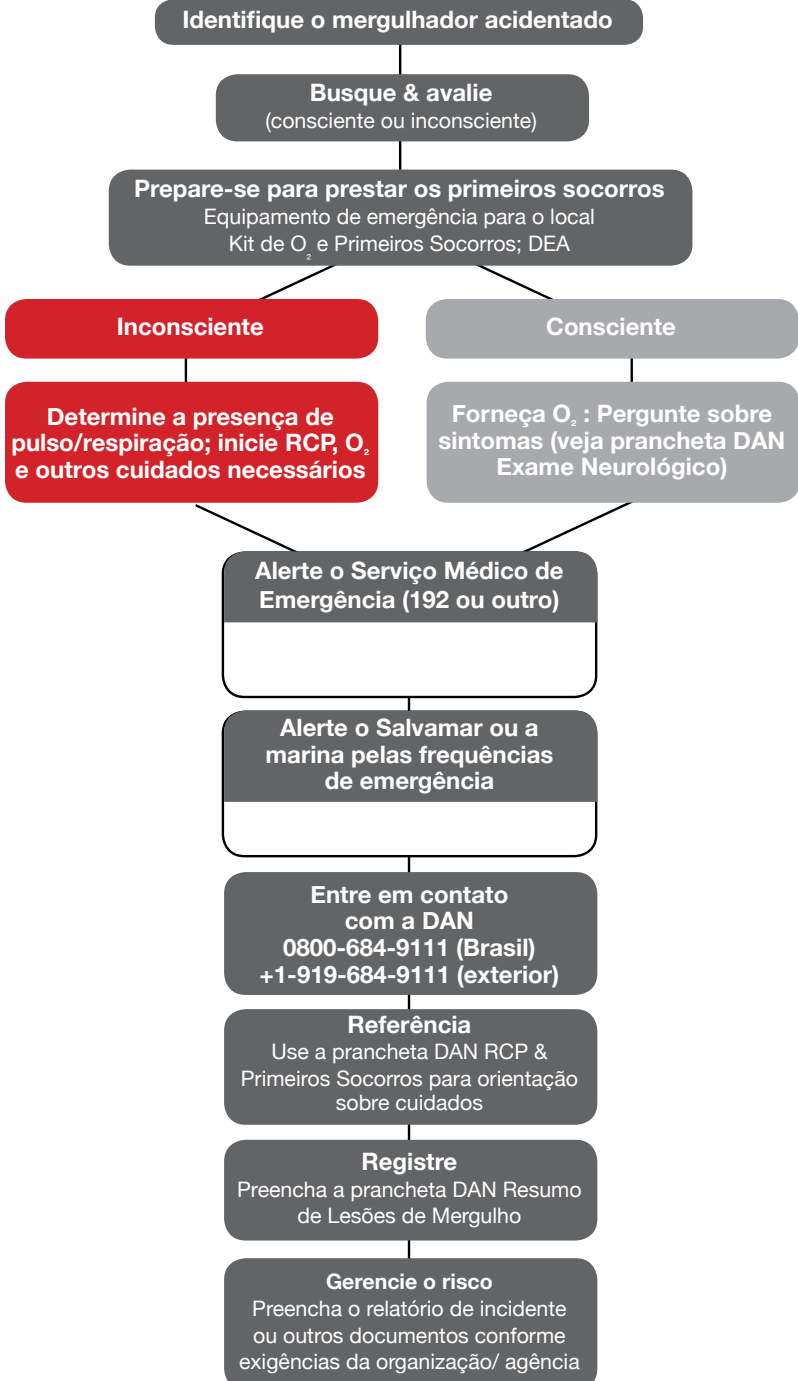 Identifique o mergulhador acidentado
Busque & avalie
(consciente ou inconsciente)
Prepare-se para prestar os primeiros socorros
Equipamento de emergência para o local
Kit de O₂ e Primeiros Socorros; DEA
Inconsciente
Determine a presença de
pulso/respiração; inicie RCP, O₂
e outros cuidados necessários
Consciente
Forneça O₂ : Pergunte sobre
sintomas (veja prancheta DAN
Exame Neurológico)
Alerte o Serviço Médico de
Emergência (192 ou outro)
Alerte o Salvamar ou a
marina pelas frequências
de emergência
Entre em contato
com a DAN
0800-684-9111 (Brasil)
+1-919-684-9111 (exterior)
Referência
Use a prancheta DAN RCP &
Primeiros Socorros para orientação
sobre cuidados
Registre
Preencha a prancheta DAN Resumo
de Lesões de Mergulho
Gerencie o risco
Preencha o relatório de incidente
ou outros documentos conforme
exigências da organização/ agência